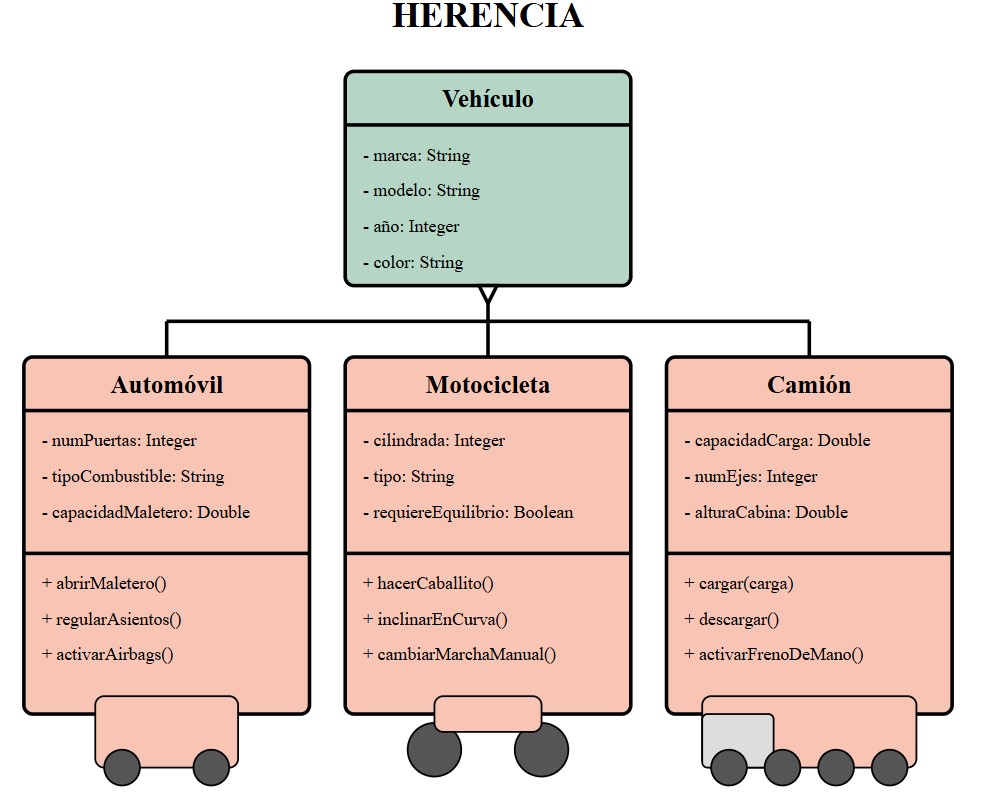 HERENCIA
Vehículo
- marca: String
- modelo: String
- año: Integer
- color: String
Automóvil
- numPuertas: Integer
- tipoCombustible: String
- capacidadMaletero: Double
+ abrirMaletero()
+ regularAsientos()
+ activarAirbags()
Motocicleta
- cilindrada: Integer
- tipo: String
- requiereEquilibrio: Boolean
+ hacerCaballito()
+ inclinarEnCurva()
+ cambiarMarchaManual()
Camión
- capacidadCarga: Double
- numEjes: Integer
- alturaCabina: Double
+ cargar(carga)
+ descargar()
+ activarFrenoDeMano()